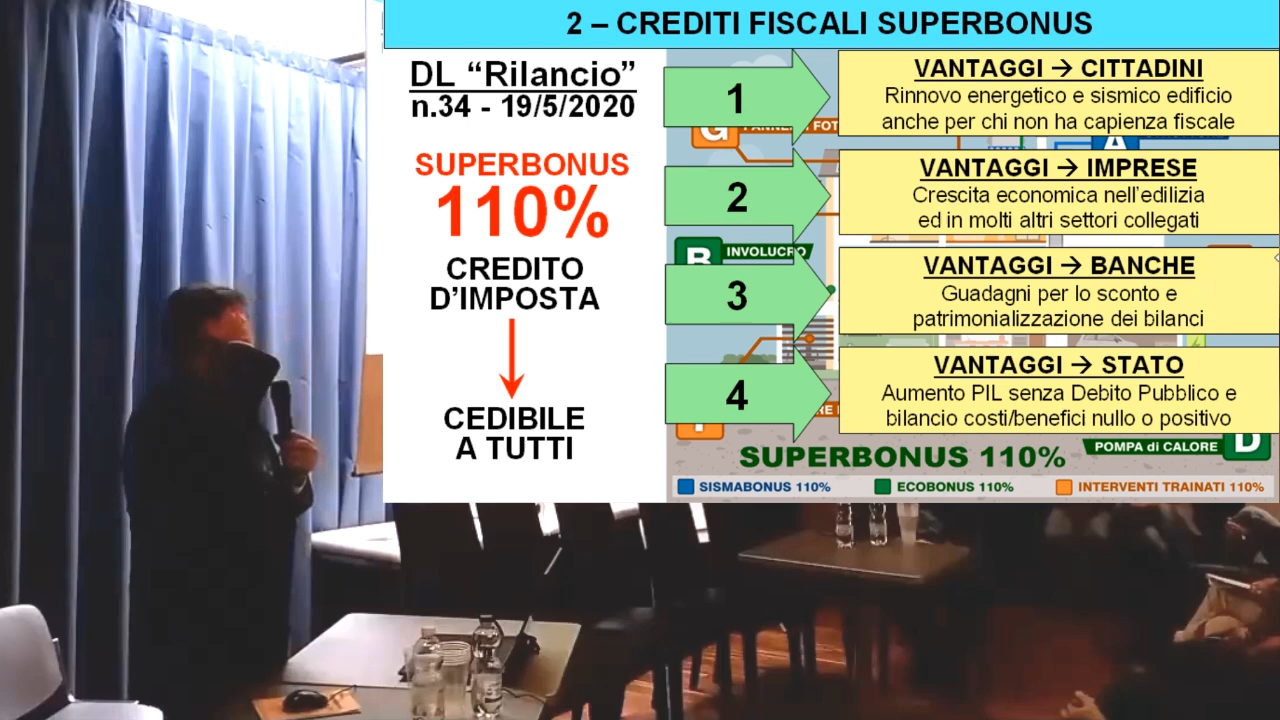 2 – CREDITI FISCALI SUPERBONUS
DL “Rilancio”
n.34 - 19/5/2020
SUPERBONUS
110%
CREDITO
D’IMPOSTA
CEDIBILE
A TUTTI
1
VANTAGGI → CITTADINI
Rinnovo energetico e sismico edificio
anche per chi non ha capienza fiscale
G
A
2
VANTAGGI → IMPRESE
Crescita economica nell’edilizia
ed in molti altri settori collegati
B INVOLUCRO
3
VANTAGGI → BANCHE
Guadagni per lo sconto e
patrimonializzazione dei bilanci
4
VANTAGGI → STATO
Aumento PIL senza Debito Pubblico e
bilancio costi/benefici nullo o positivo
POMPA di CALORE D
SUPERBONUS 110%
SISMABONUS 110%
ECOBONUS 110%
INTERVENTI TRAINATI 110%